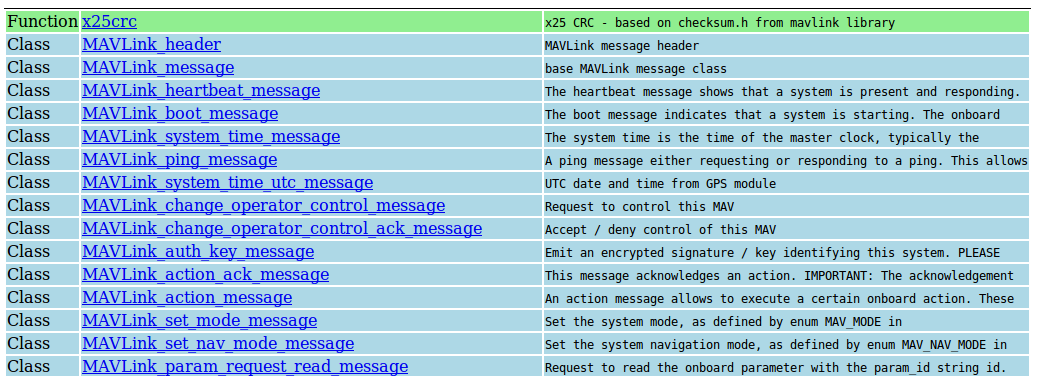 Function x25crc x25 CRC - based on checksum.h from mavlink library
Class MAVLink_header MAVLink message header
Class MAVLink_message base MAVLink message class
Class MAVLink_heartbeat_message The heartbeat message shows that a system is present and responding.
Class MAVLink_boot_message The boot message indicates that a system is starting. The onboard
Class MAVLink_system_time_message The system time is the time of the master clock, typically the
Class MAVLink_ping_message A ping message either requesting or responding to a ping. This allows
Class MAVLink_system_time_utc_message UTC date and time from GPS module
Class MAVLink_change_operator_control_message Request to control this MAV
Class MAVLink_change_operator_control_ack_message Accept / deny control of this MAV
Class MAVLink_auth_key_message Emit an encrypted signature / key identifying this system. PLEASE
Class MAVLink_action_ack_message This message acknowledges an action. IMPORTANT: The acknowledgement
Class MAVLink_action_message An action message allows to execute a certain onboard action. These
Class MAVLink_set_mode_message Set the system mode, as defined by enum MAV_MODE in
Class MAVLink_set_nav_mode_message Set the system navigation mode, as defined by enum MAV_NAV_MODE in
Class MAVLink_param_request_read_message Request to read the onboard parameter with the param_id string id.